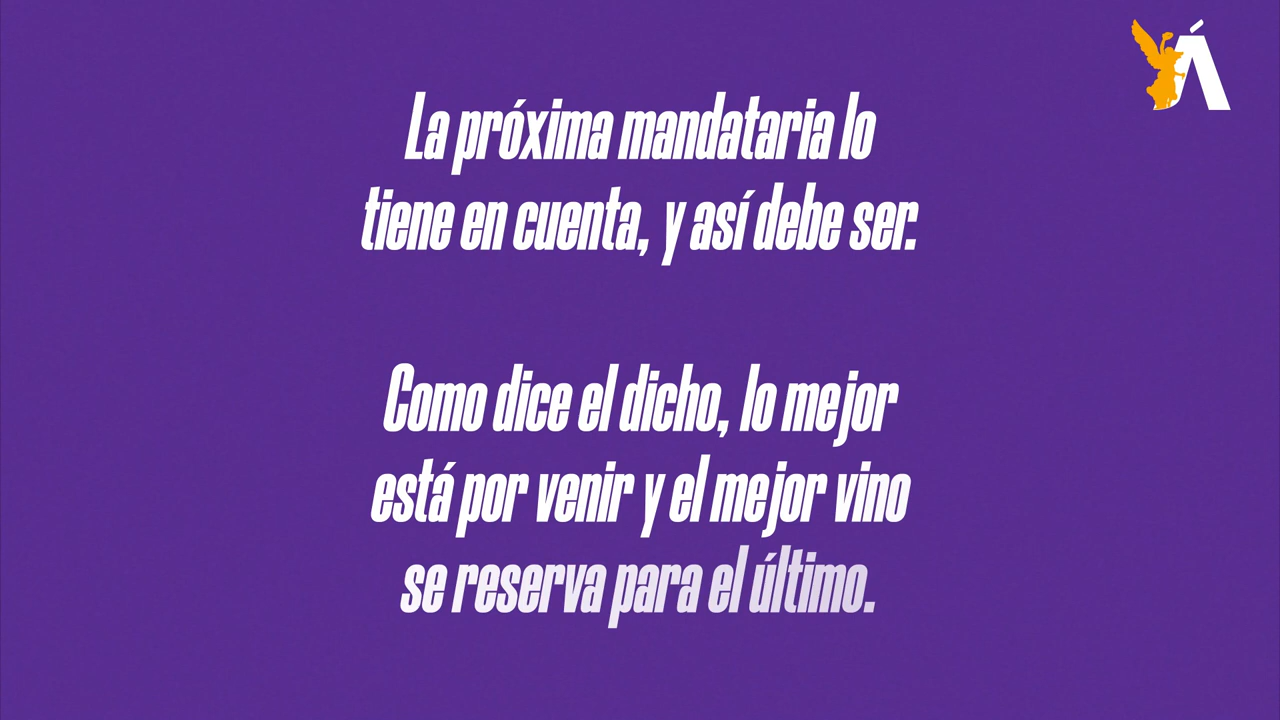 Á
La próxima mandataria lo
tiene en cuenta, y así debe ser.
Como dice el dicho, lo mejor
está por venir y el mejor vino
se reserva para el último.